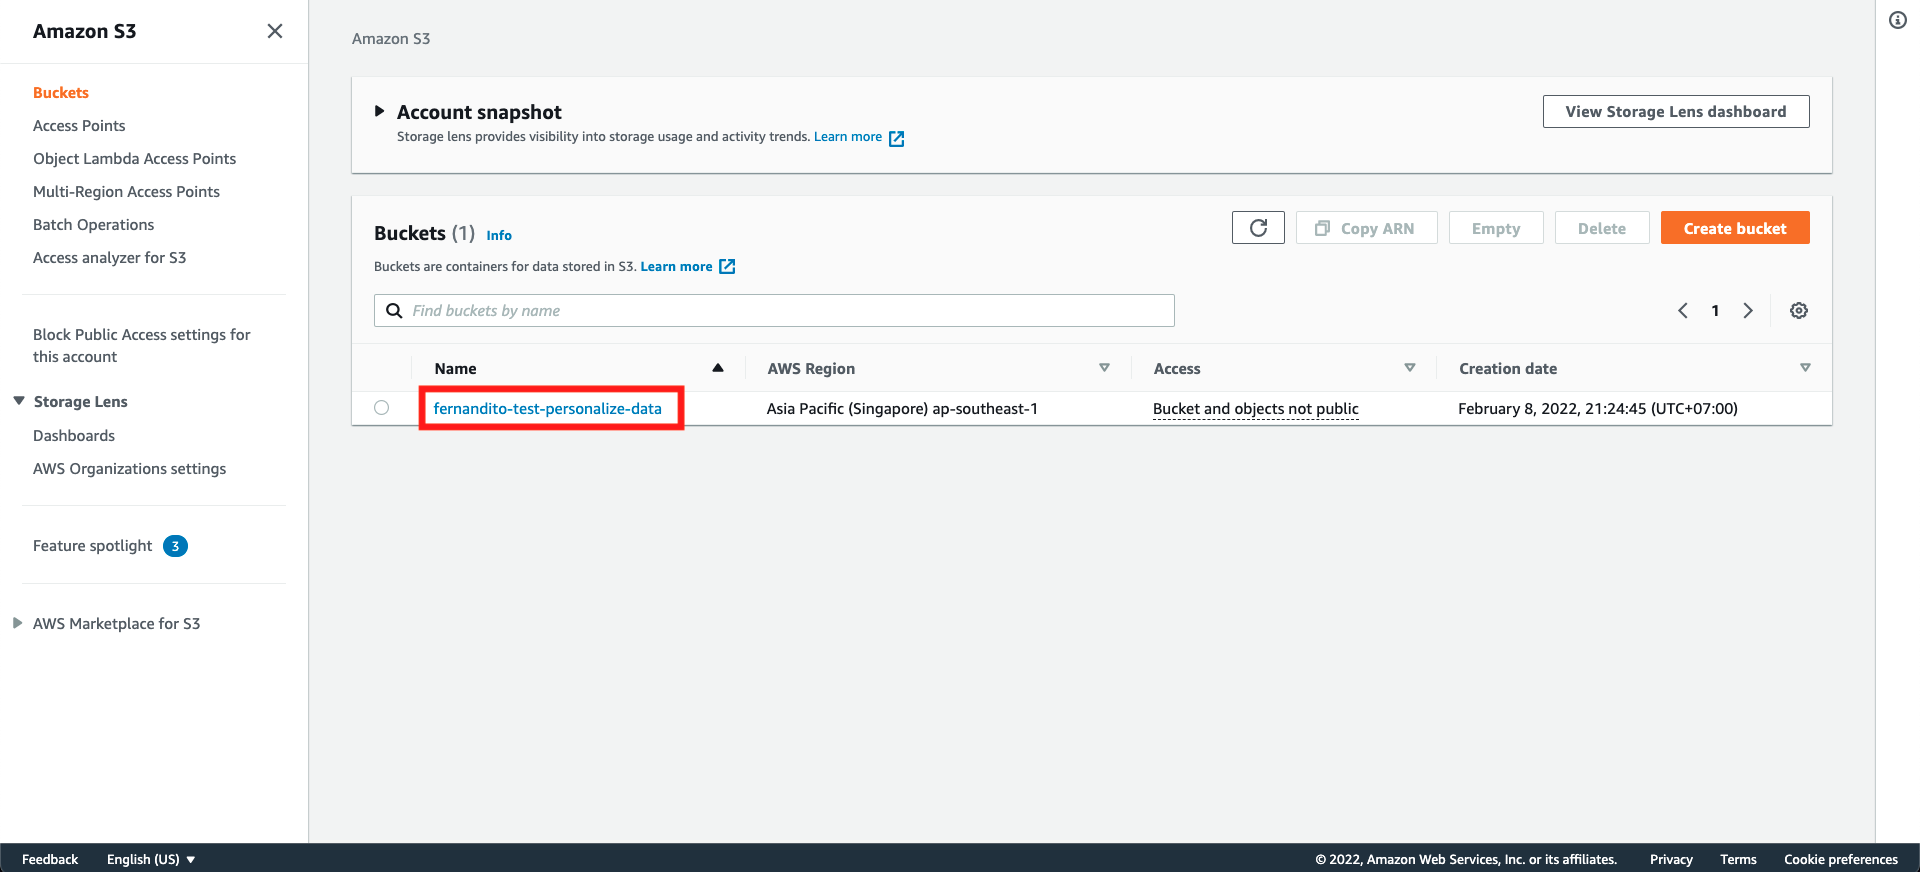 Amazon S3
Buckets
Access Points
Object Lambda Access Points
Multi-Region Access Points
Batch Operations
Access analyzer for S3
Block Public Access settings for
this account
Storage Lens
Dashboards
AWS Organizations settings
Feature spotlight 3
AWS Marketplace for S3
Amazon S3
Account snapshot
View Storage Lens dashboard
Storage lens provides visibility into storage usage and activity trends. Learn more
Buckets (1) Info
Copy ARN Empty Delete Create bucket
Buckets are containers for data stored in S3. Learn more
Find buckets by name
1
Name AWS Region Access Creation date
fernandito-test-personalize-data Asia Pacific (Singapore) ap-southeast-1 Bucket and objects not public February 8, 2022, 21:24:45 (UTC+07:00)
Feedback English (US) © 2022, Amazon Web Services, Inc. or its affiliates. Privacy Terms Cookie preferences